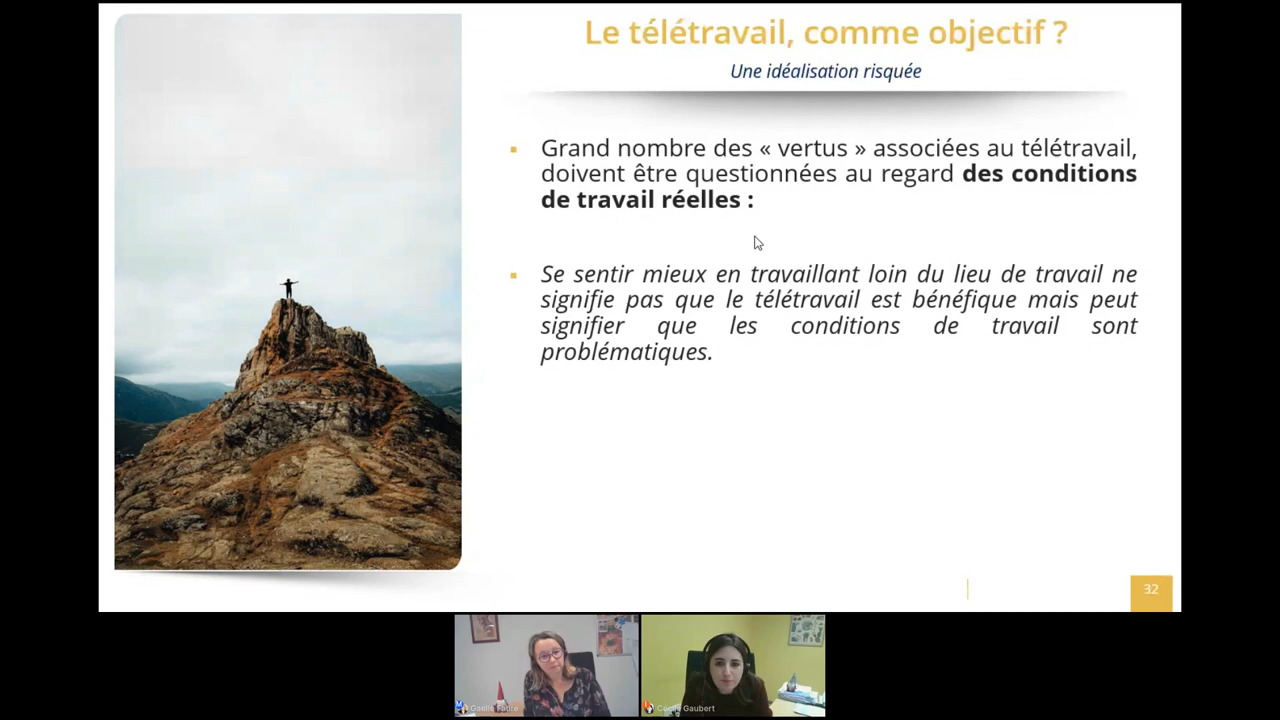 Le télétravail, comme objectif ?
Une idéalisation risquée
Grand nombre des « vertus » associées au télétravail,
doivent être questionnées au regard des conditions
de travail réelles :
Se sentir mieux en travaillant loin du lieu de travail ne
signifie pas que le télétravail est bénéfique mais peut
signifier que les conditions de travail sont
problématiques.
32
Gaëlle Fabre
Cécile Gaubert